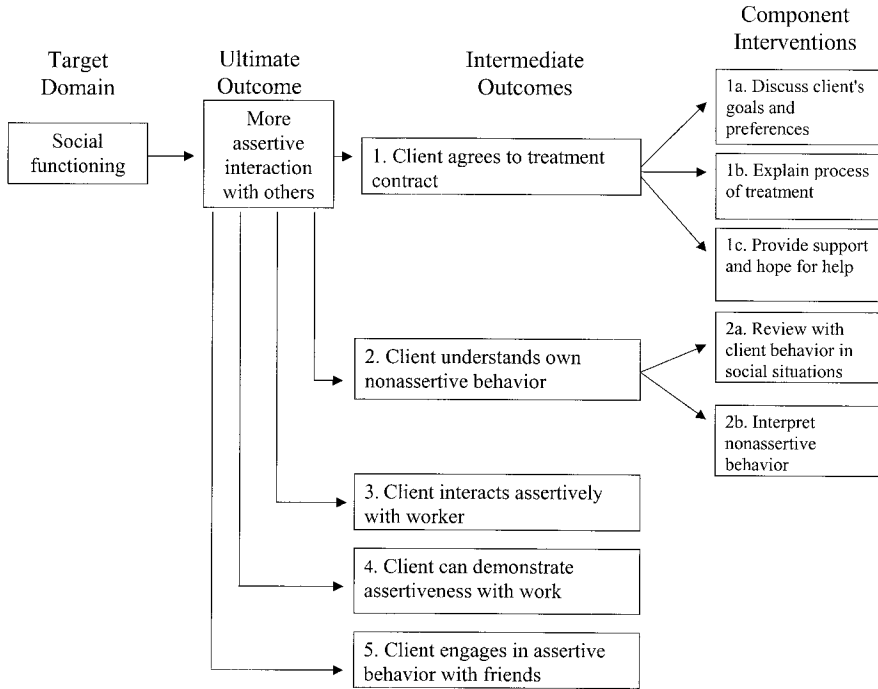 Target
Domain
Ultimate
Outcome
Intermediate
Outcomes
Component
Interventions
Social
functioning
More
assertive
interaction
with others
1. Client agrees to treatment
contract
1a. Discuss client's
goals and
preferences
1b. Explain process
of treatment
1c. Provide support
and hope for help
2. Client understands own
nonassertive behavior
2a. Review with
client behavior in
social situations
2b. Interpret
nonassertive
behavior
3. Client interacts assertively
with worker
4. Client can demonstrate
assertiveness with work
5. Client engages in assertive
behavior with friends